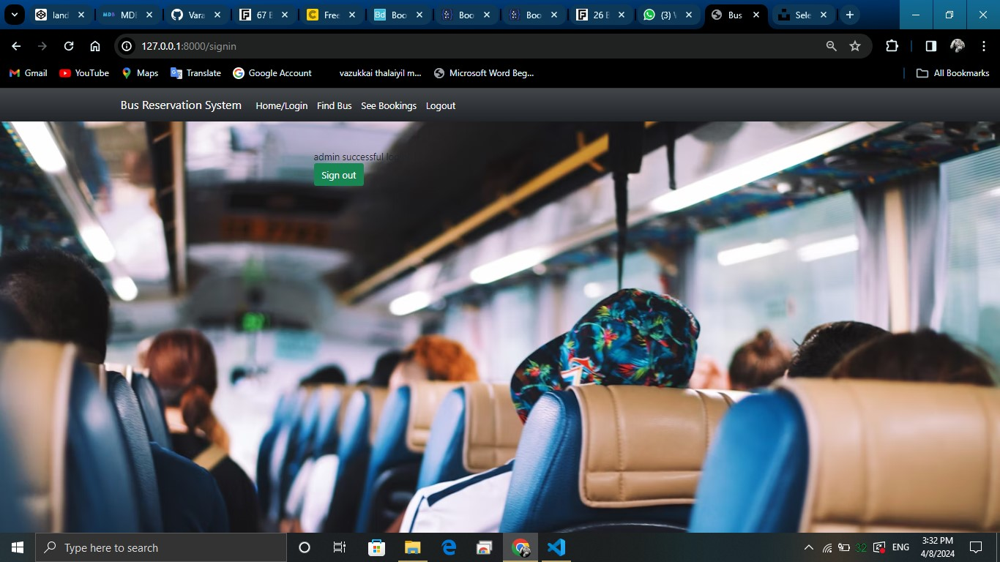 land
MDI
Vara
67 E
Free
Bd Boo
Boo
Boo
26 E
(3) W
Bus
Sele
127.0.0.1:8000/signin
Gmail
YouTube
Maps
Translate
Google Account
vazukkai thalaiyil m...
Microsoft Word Beg...
All Bookmarks
Bus Reservation System
Home/Login
Find Bus
See Bookings
Logout
admin successful
Sign out
Type here to search
32
ENG
3:32 PM
4/8/2024